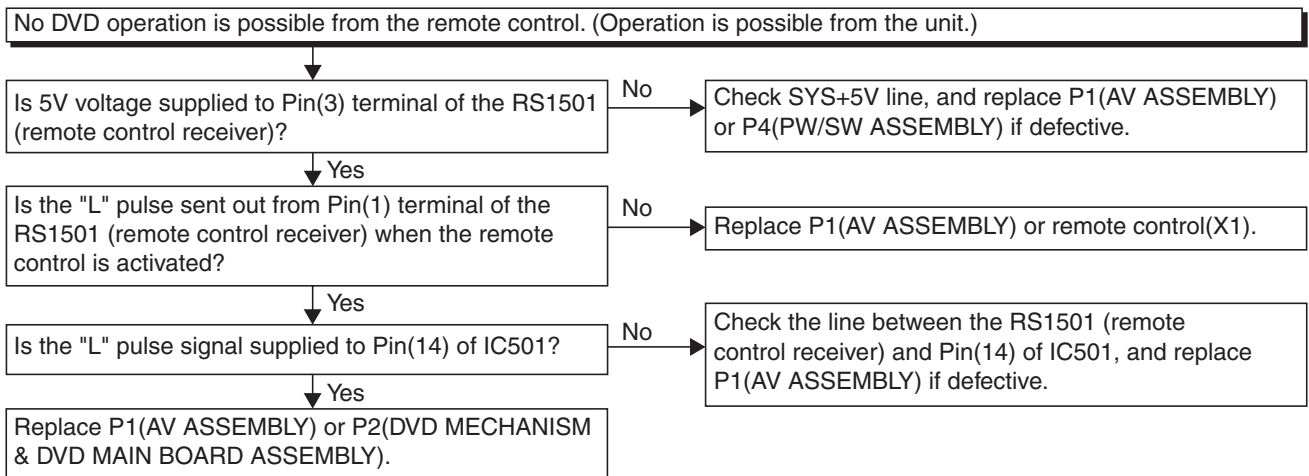 No DVD operation is possible from the remote control. (Operation is possible from the unit.)
Is 5V voltage supplied to Pin(3) terminal of the RS1501
(remote control receiver)?
No
Check SYS+5V line, and replace P1(AV ASSEMBLY)
or P4(PW/SW ASSEMBLY) if defective.
Yes
Is the "L" pulse sent out from Pin(1) terminal of the
RS1501 (remote control receiver) when the remote
control is activated?
No
Replace P1(AV ASSEMBLY) or remote control(X1).
Yes
Is the "L" pulse signal supplied to Pin(14) of IC501?
No
Check the line between the RS1501 (remote
control receiver) and Pin(14) of IC501, and replace
P1(AV ASSEMBLY) if defective.
Yes
Replace P1(AV ASSEMBLY) or P2(DVD MECHANISM
& DVD MAIN BOARD ASSEMBLY).